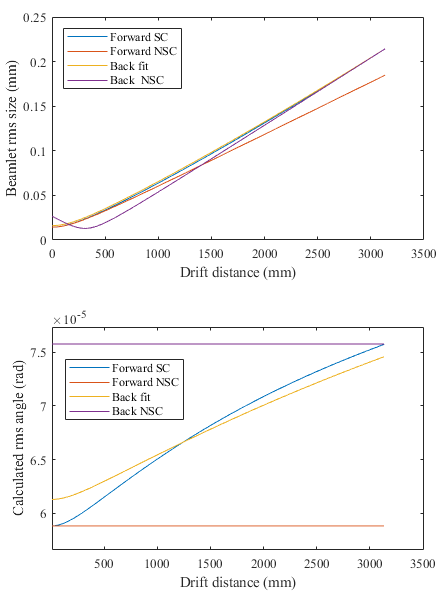 0.25
0.2
0.15
0.1
0.05
0
Beamlet rms size (mm)
Forward SC
Forward NSC
Back fit
Back  NSC
0 500 1000 1500 2000 2500 3000 3500
Drift distance (mm)
×10-5
7.5
7
6.5
6
Calculated rms angle (rad)
Forward SC
Forward NSC
Back fit
Back NSC
500 1000 1500 2000 2500 3000 3500
Drift distance (mm)